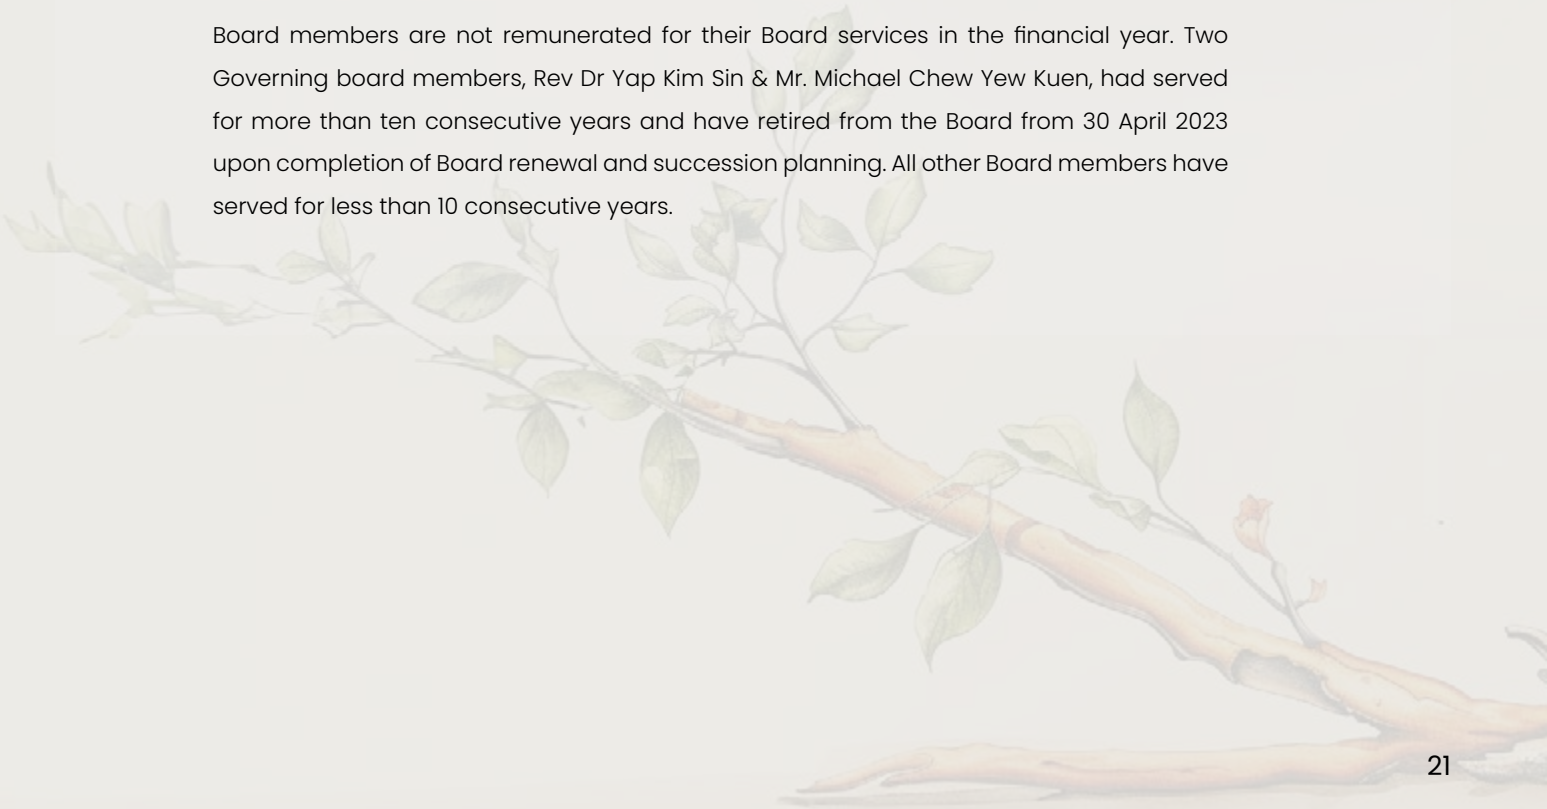 Board members are not remunerated for their Board services in the financial year. Two
Governing board members, Rev Dr Yap Kim Sin & Mr. Michael Chew Yew Kuen, had served
for more than ten consecutive years and have retired from the Board from 30 April 2023
upon completion of Board renewal and succession planning. All other Board members have
served for less than 10 consecutive years.
21